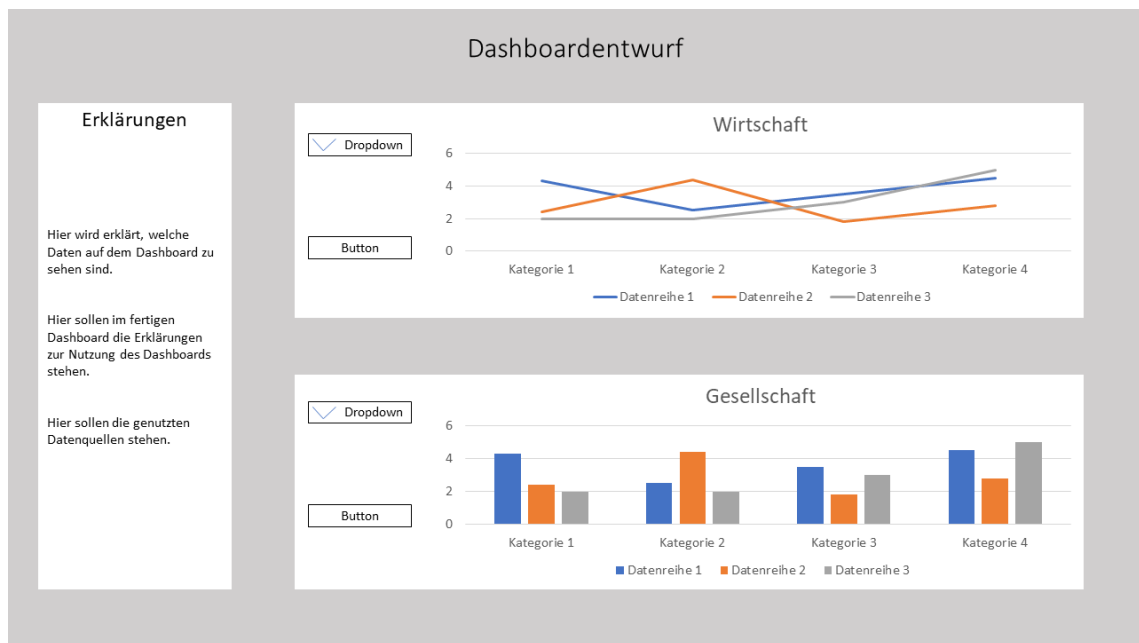 Dashboardentwurf
Erklärungen
Hier wird erklärt, welche
Daten auf dem Dashboard zu
sehen sind.
Hier sollen im fertigen
Dashboard die Erklärungen
zur Nutzung des Dashboards
stehen.
Hier sollen die genutzten
Datenquellen stehen.
Dropdown
Button
Wirtschaft
6
4
2
0
Kategorie 1 Kategorie 2 Kategorie 3 Kategorie 4
Datenreihe 1 Datenreihe 2 Datenreihe 3
Dropdown
Button
Gesellschaft
6
4
2
0
Kategorie 1 Kategorie 2 Kategorie 3 Kategorie 4
Datenreihe 1 Datenreihe 2 Datenreihe 3